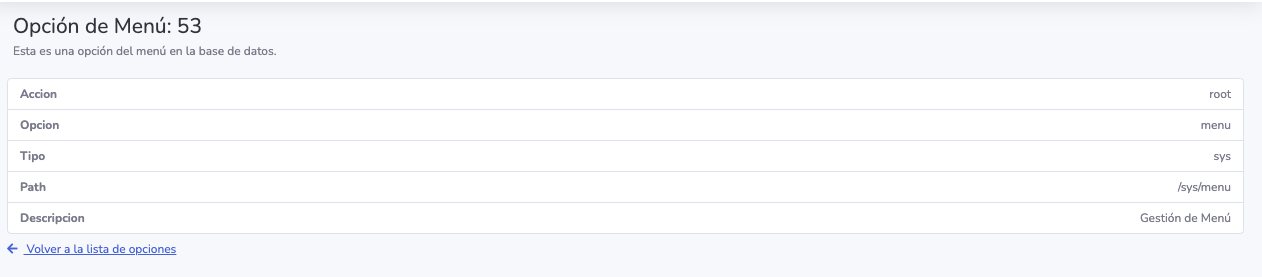 Opción de Menú: 53
Esta es una opción del menú en la base de datos.
Accion root
Opcion menu
Tipo sys
Path /sys/menu
Descripcion Gestión de Menú
← Volver a la lista de opciones